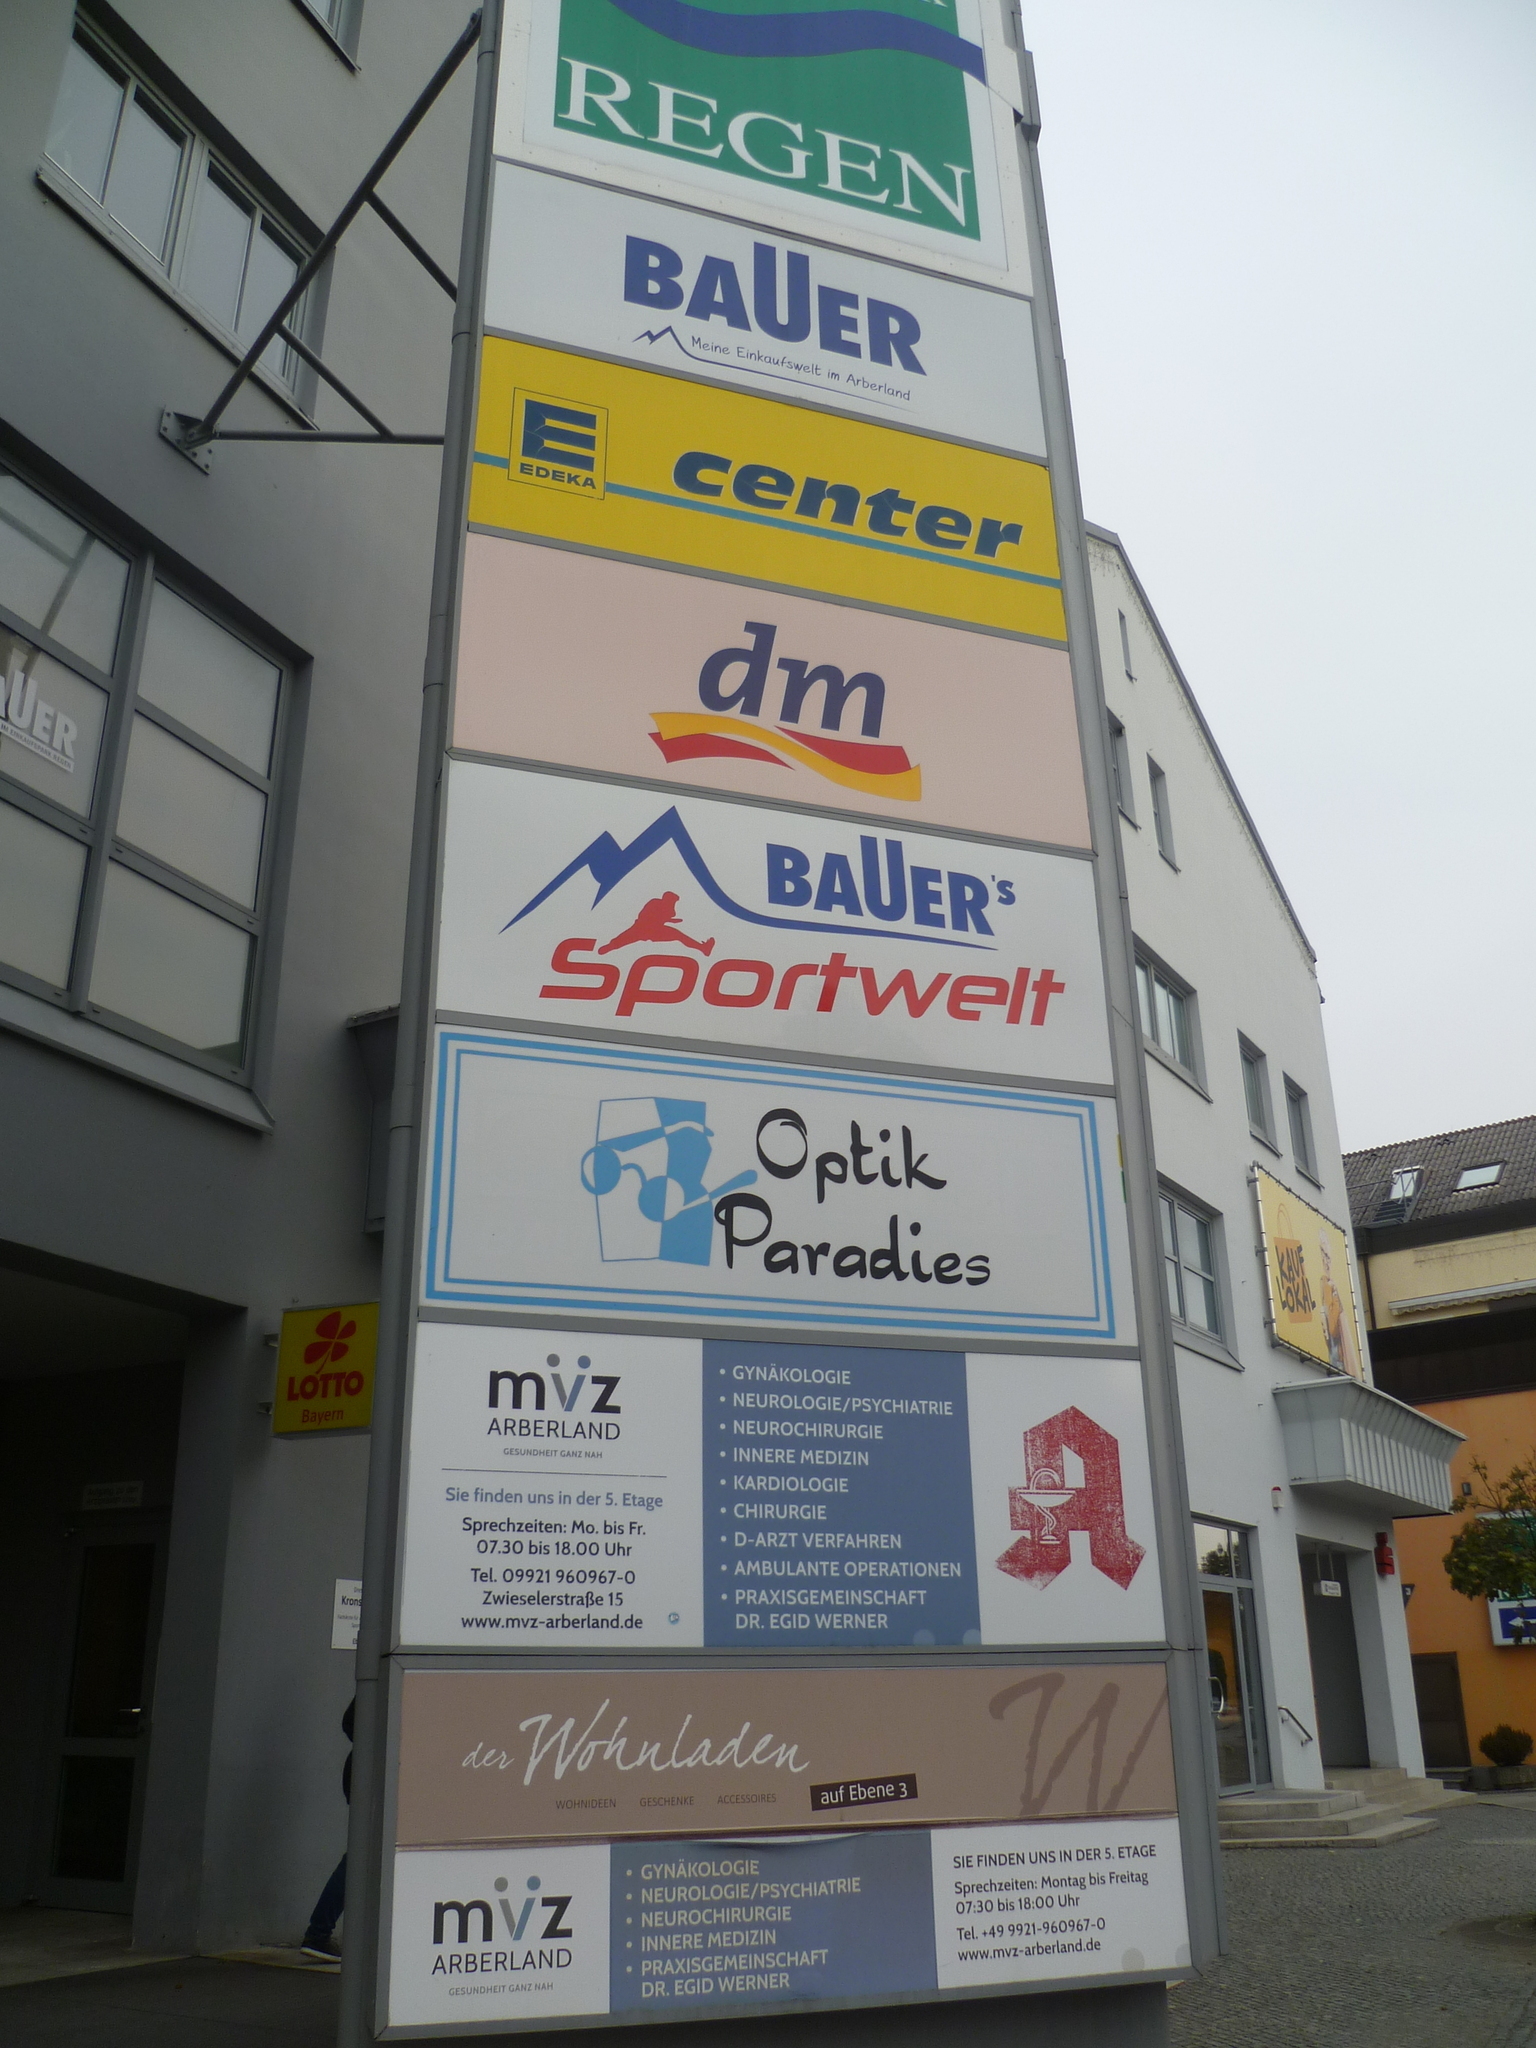 REGEN
BAUER
Meine Einkaufswelt im Arberland
E
EDEKA
center
dm
BAUER's
Sportwelt
Optik
Paradies
mvz
ARBERLAND
GESUNDHEIT GANZ NAH
Sie finden uns in der 5. Etage
Sprechzeiten: Mo. bis Fr.
07.30 bis 18.00 Uhr
Tel. 09921 960967-0
Zwieselerstraße 15
www.mvz-arberland.de
• GYNÄKOLOGIE
• NEUROLOGIE/PSYCHIATRIE
• NEUROCHIRURGIE
• INNERE MEDIZIN
• KARDIOLOGIE
• CHIRURGIE
• D-ARZT VERFAHREN
• AMBULANTE OPERATIONEN
• PRAXISGEMEINSCHAFT
DR. EGID WERNER
A
der Wohnladen
WOHNIDEEN GESCHENKE ACCESSOIRES
auf Ebene 3
W
mvz
ARBERLAND
GESUNDHEIT GANZ NAH
• GYNÄKOLOGIE
• NEUROLOGIE/PSYCHIATRIE
• NEUROCHIRURGIE
• INNERE MEDIZIN
• PRAXISGEMEINSCHAFT
DR. EGID WERNER
SIE FINDEN UNS IN DER 5. ETAGE
Sprechzeiten: Montag bis Freitag
07:30 bis 18:00 Uhr
Tel. +49 9921-960967-0
www.mvz-arberland.de
AUER
IM EINKAUFSPARK REGEN
LOTTO
Bayern
Krons
KAUF
LOKAL